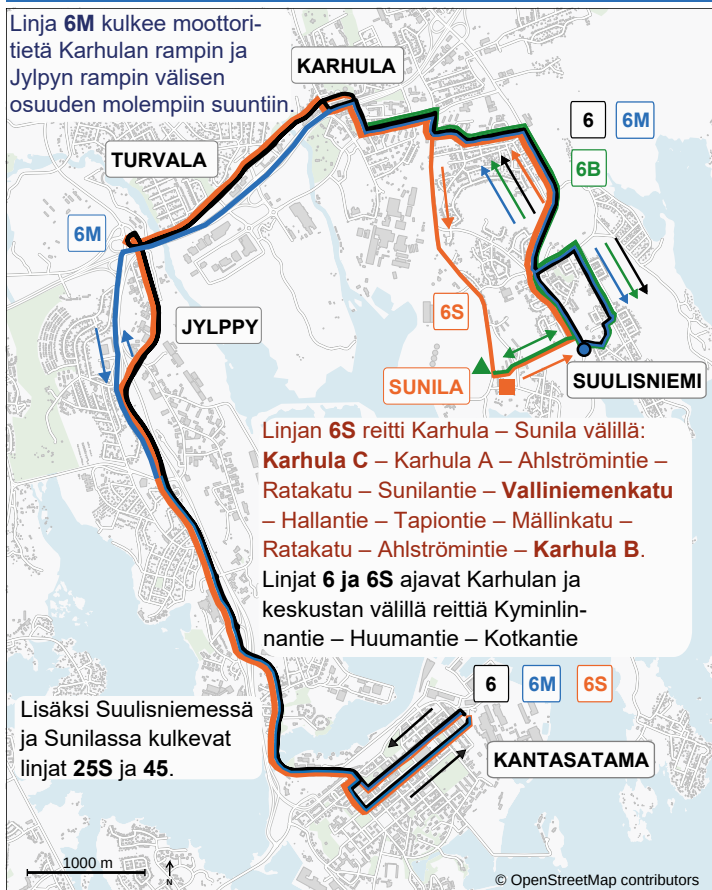 Linja 6M kulkee moottori-
tietä Karhulan rampin ja
Jylpyn rampin välisen
osuuden molempiin suuntiin.
KARHULA
6
6M
6B
TURVALA
6M
JYLPPY
6S
SUNILA
SUULISNIEMI
Linjan 6S reitti Karhula – Sunila välillä:
Karhula C – Karhula A – Ahlströmintie –
Ratakatu – Sunilantie – Valliniemenkatu
– Hallantie – Tapiontie – Mällinkatu –
Ratakatu – Ahlströmintie – Karhula B.
Linjat 6 ja 6S ajavat Karhulan ja
keskustan välillä reittiä Kyminlin-
nantie – Huumantie – Kotkantie
6
6M
6S
Lisäksi Suulisniemessä
ja Sunilassa kulkevat
linjat 25S ja 45.
KANTASATAMA
1000 m
N
© OpenStreetMap contributors